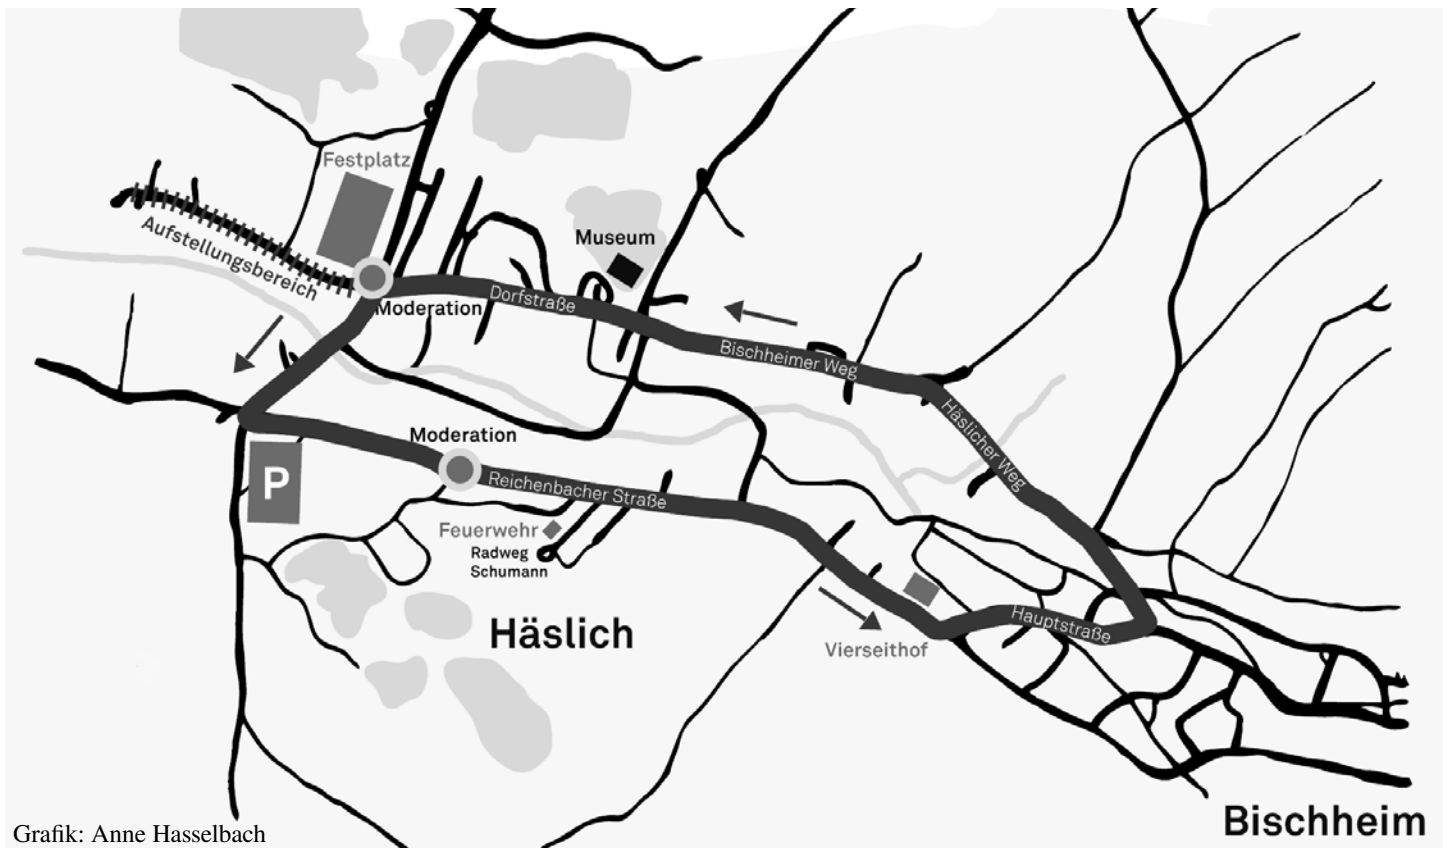 Festplatz
Aufstellungsbereich
Museum
Moderation
Dorfstraße
Bischheimer Weg
Häslicher Weg
Moderation
P
Reichenbacher Straße
Feuerwehr
Radweg
Schumann
Häslich
Hauptstraße
Vierseithof
Bischheim
Grafik: Anne Hasselbach